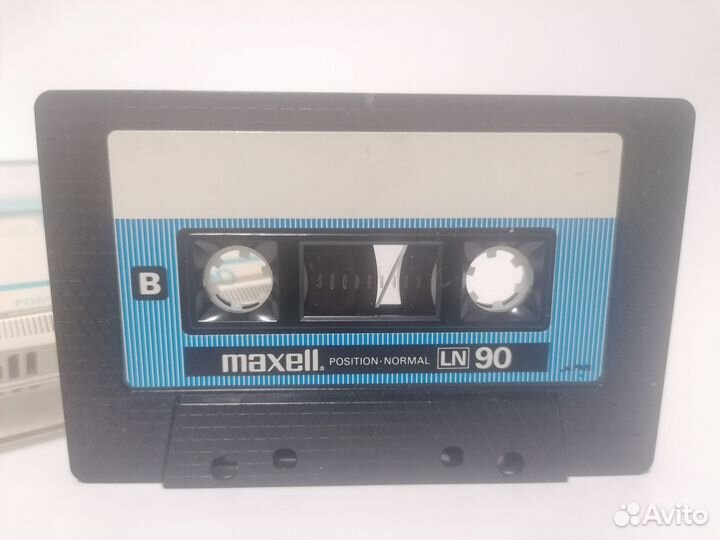 B
maxell® POSITION-NORMAL LN 90
Avito